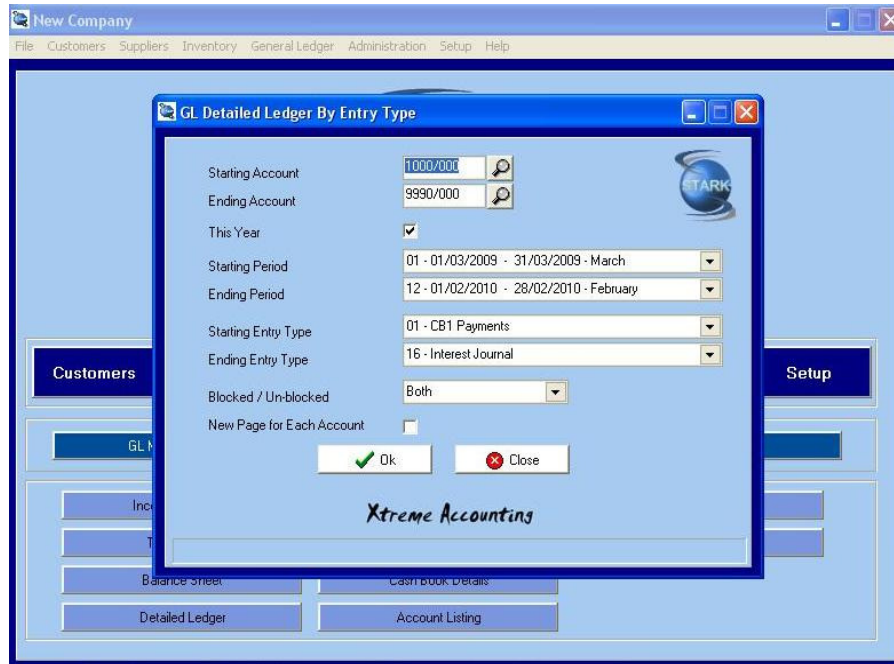 New Company
File Customers Suppliers Inventory General Ledger Administration Setup Help
GL Detailed Ledger By Entry Type
STARK
Starting Account 1000/000
Ending Account 9990/000
This Year
Starting Period 01 - 01/03/2009 - 31/03/2009 - March
Ending Period 12 - 01/02/2010 - 28/02/2010 - February
Starting Entry Type 01 - CB1 Payments
Ending Entry Type 16 - Interest Journal
Blocked / Un-blocked Both
New Page for Each Account
Ok Close
Xtreme Accounting
Customers Setup
GL
Balance Sheet Cash Book Details
Detailed Ledger Account Listing